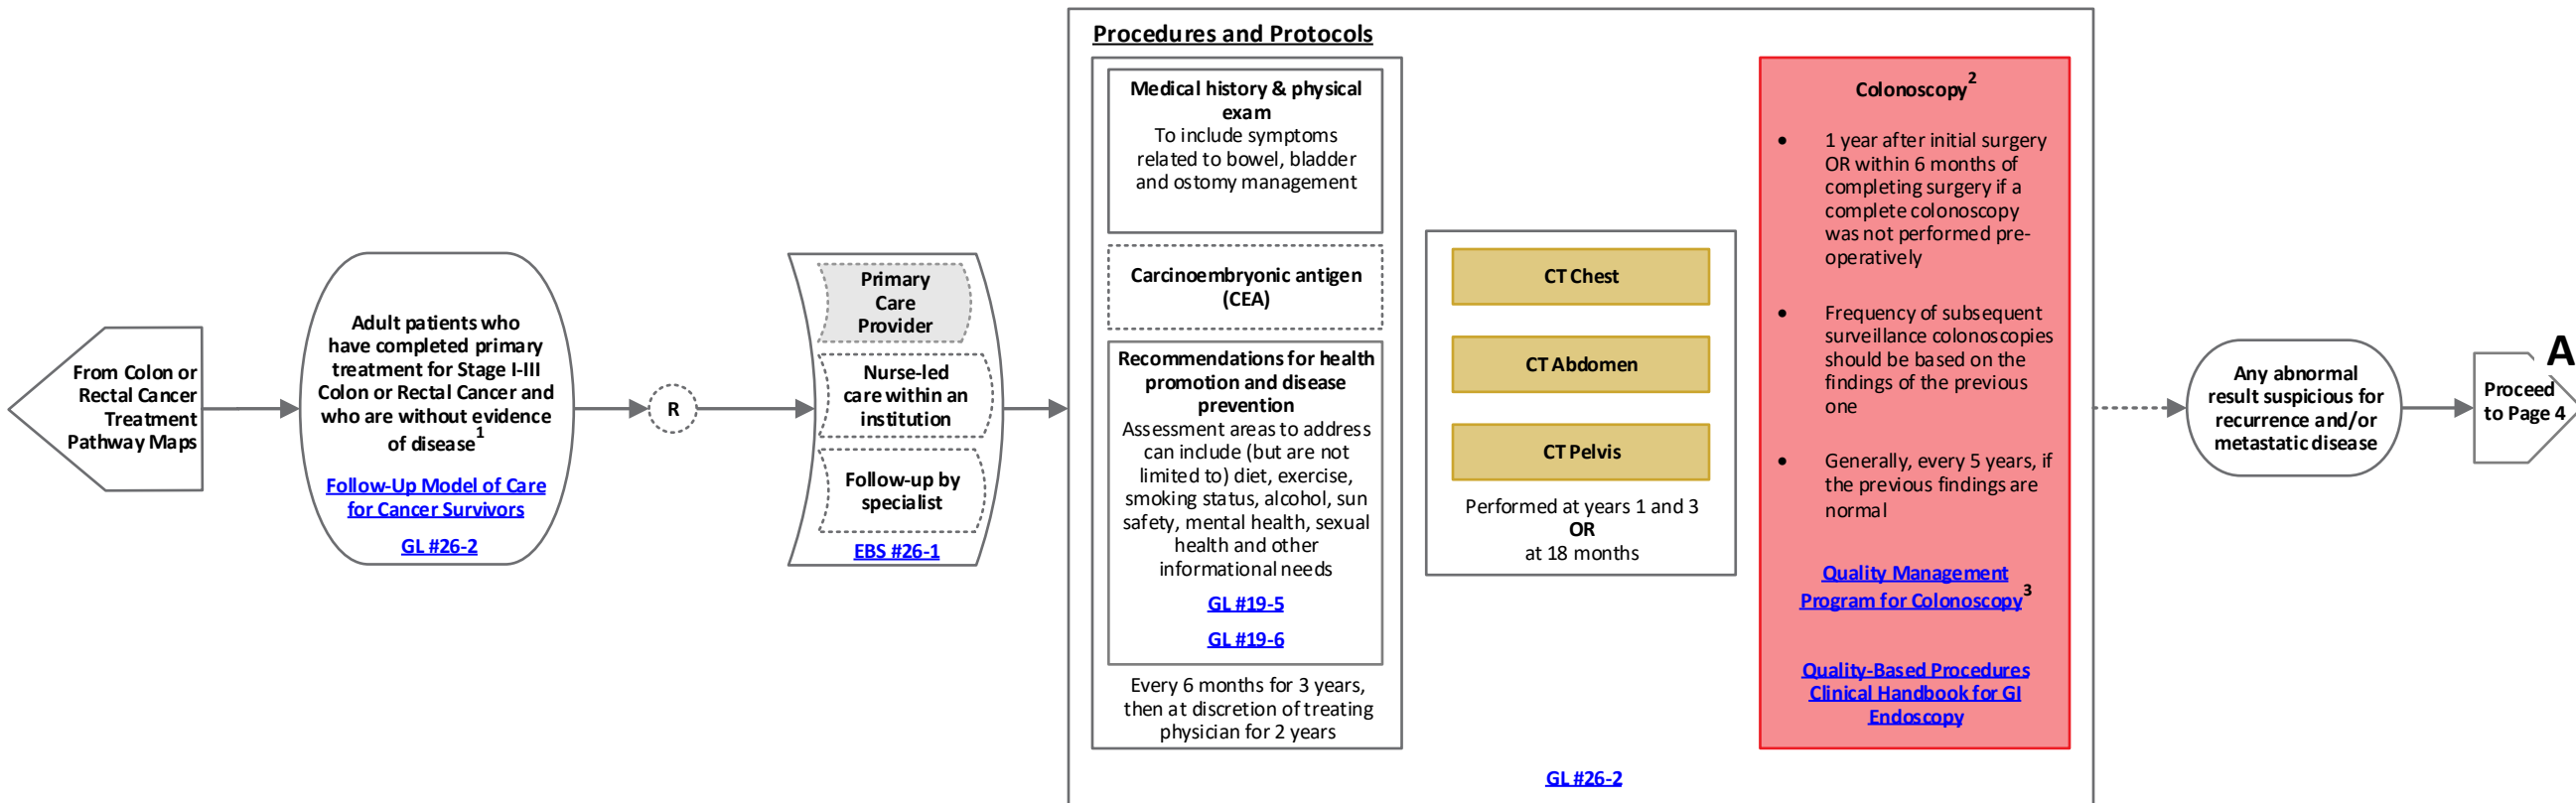 From Colon or
Rectal Cancer
Treatment
Pathway Maps
Adult patients who
have completed primary
treatment for Stage I-III
Colon or Rectal Cancer and
who are without evidence
of disease1
Follow-Up Model of Care
for Cancer Survivors
GL #26-2
R
Primary
Care
Provider
Nurse-led
care within an
institution
Follow-up by
specialist
EBS #26-1
Procedures and Protocols
Medical history & physical
exam
To include symptoms
related to bowel, bladder
and ostomy management
Carcinoembryonic antigen
(CEA)
Recommendations for health
promotion and disease
prevention
Assessment areas to address
can include (but are not
limited to) diet, exercise,
smoking status, alcohol, sun
safety, mental health, sexual
health and other
informational needs
GL #19-5
GL #19-6
Every 6 months for 3 years,
then at discretion of treating
physician for 2 years
CT Chest
CT Abdomen
CT Pelvis
Performed at years 1 and 3
OR
at 18 months
Colonoscopy2
• 1 year after initial surgery
OR within 6 months of
completing surgery if a
complete colonoscopy
was not performed pre-
operatively
• Frequency of subsequent
surveillance colonoscopies
should be based on the
findings of the previous
one
• Generally, every 5 years, if
the previous findings are
normal
Quality Management
Program for Colonoscopy3
Quality-Based Procedures
Clinical Handbook for GI
Endoscopy
GL #26-2
Any abnormal
result suspicious for
recurrence and/or
metastatic disease
A
Proceed
to Page 4